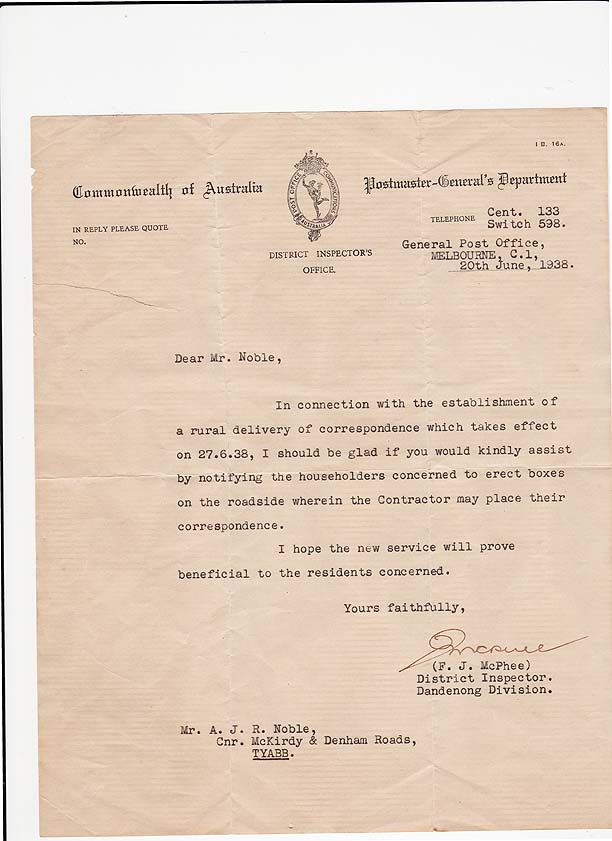 I D. 16A.
Commonwealth of Australia
POST OFFICE COMMUNICATIONS
AUSTRALIA
Postmaster-General's Department
IN REPLY PLEASE QUOTE
NO.
DISTRICT INSPECTOR'S
OFFICE.
TELEPHONE Cent. 133
Switch 598.
General Post Office,
MELBOURNE, C.1,
20th June, 1938.
Dear Mr. Noble,
In connection with the establishment of
a rural delivery of correspondence which takes effect
on 27.6.38, I should be glad if you would kindly assist
by notifying the householders concerned to erect boxes
on the roadside wherein the Contractor may place their
correspondence.
I hope the new service will prove
beneficial to the residents concerned.
Yours faithfully,
(F. J. McPhee)
District Inspector.
Dandenong Division.
Mr. A. J. R. Noble,
Cnr. McKirdy & Denham Roads,
TYABB.